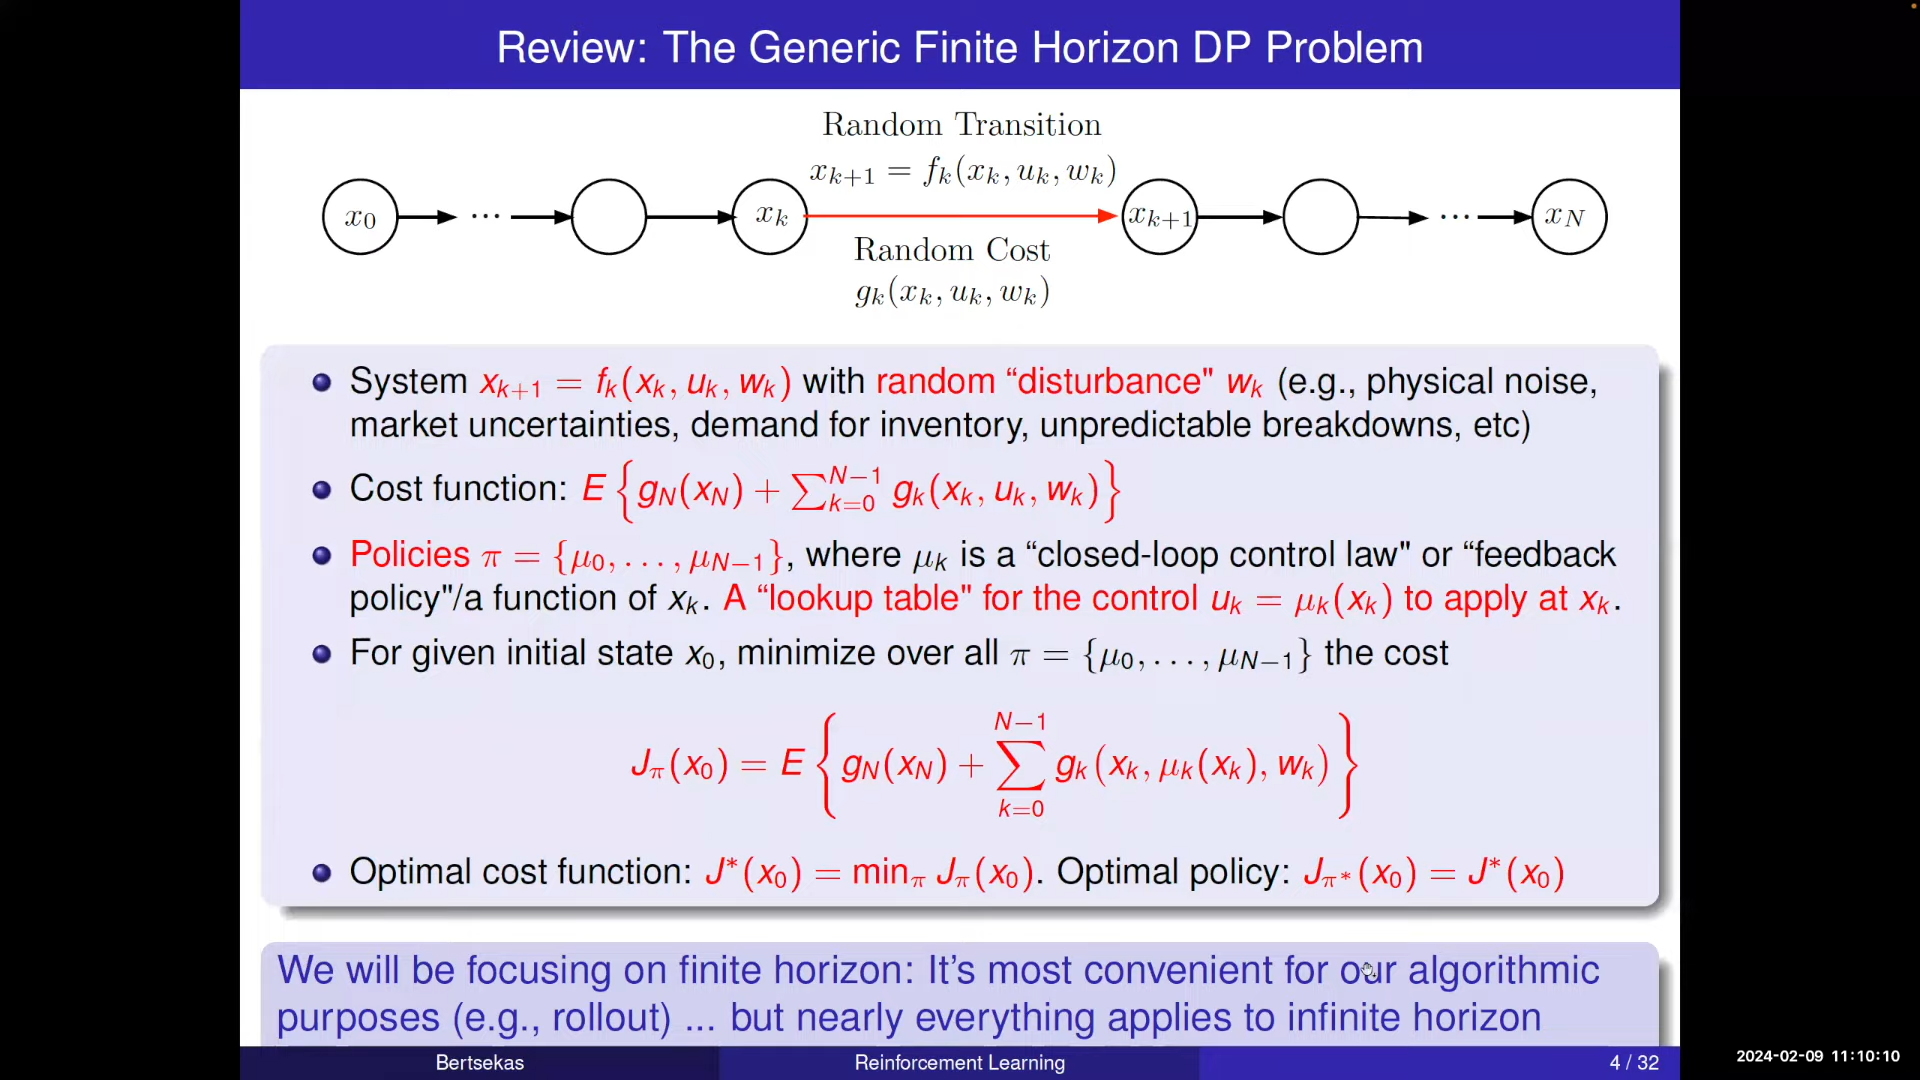 Review: The Generic Finite Horizon DP Problem
Random Transition
x_{k+1} = f_k(x_k, u_k, w_k)
x_0 ... x_k x_{k+1} ... x_N
Random Cost
g_k(x_k, u_k, w_k)
System x_{k+1} = f_k(x_k, u_k, w_k) with random “disturbance" w_k (e.g., physical noise,
market uncertainties, demand for inventory, unpredictable breakdowns, etc)
Cost function: E { g_N(x_N) + ∑_{k=0}^{N−1} g_k(x_k, u_k, w_k) }
Policies π = {μ_0, . . . , μ_{N−1}}, where μ_k is a “closed-loop control law" or “feedback
policy"/a function of x_k. A “lookup table" for the control u_k = μ_k(x_k) to apply at x_k.
For given initial state x_0, minimize over all π = {μ_0, . . . , μ_{N−1}} the cost
J_π(x_0) = E { g_N(x_N) + ∑_{k=0}^{N−1} g_k(x_k, μ_k(x_k), w_k) }
Optimal cost function: J*(x_0) = min_π J_π(x_0). Optimal policy: J_{π*}(x_0) = J*(x_0)
We will be focusing on finite horizon: It's most convenient for our algorithmic
purposes (e.g., rollout) ... but nearly everything applies to infinite horizon
Bertsekas Reinforcement Learning 4 / 32
2024-02-09 11:10:10